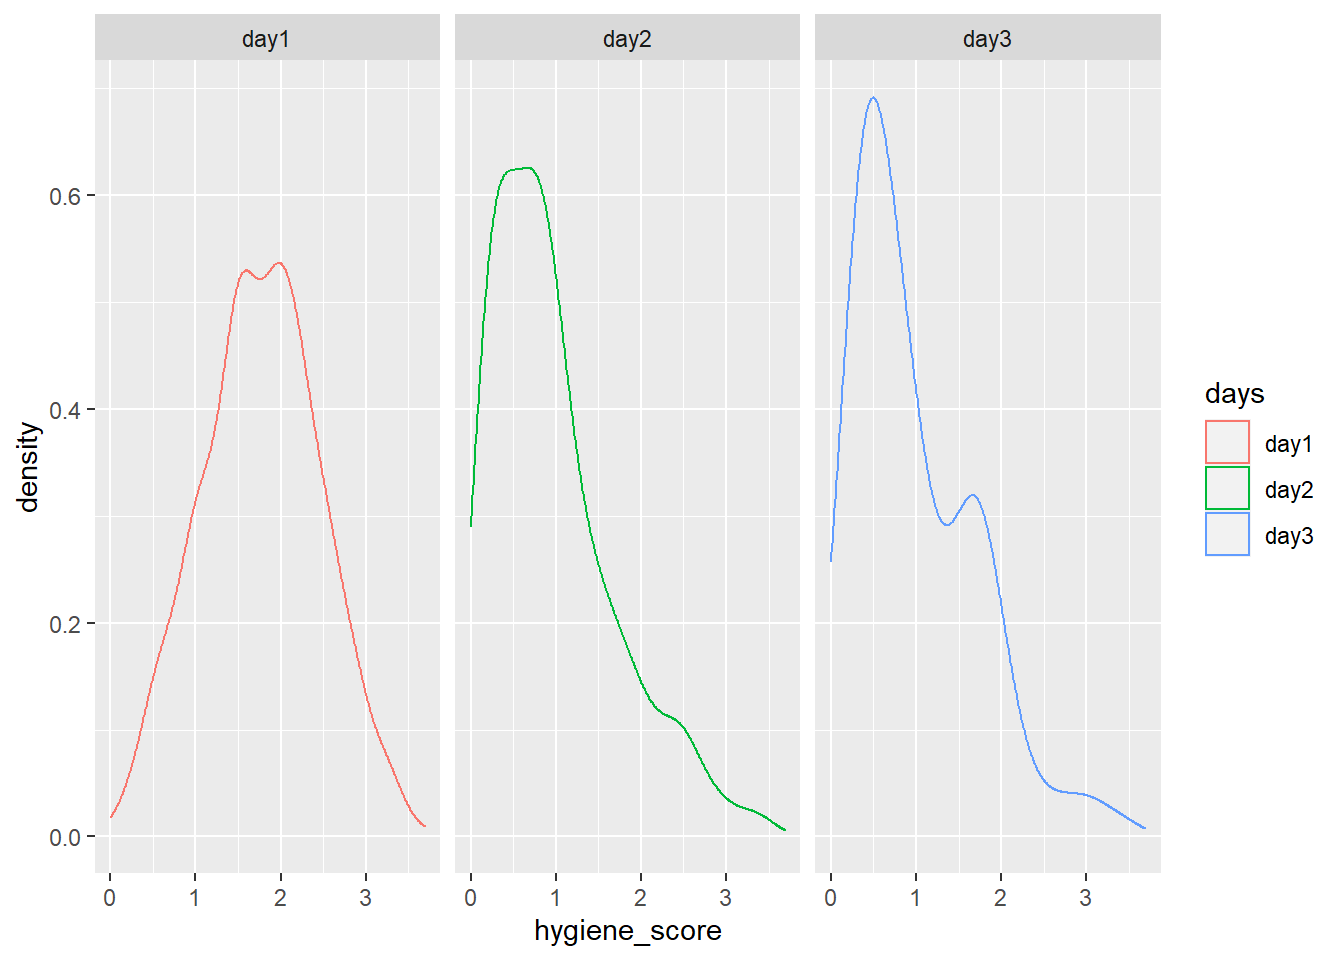 day1
day2
day3
0.6
0.4
0.2
0.0
density
0 1 2 3
0 1 2 3
0 1 2 3
hygiene_score
days
day1
day2
day3